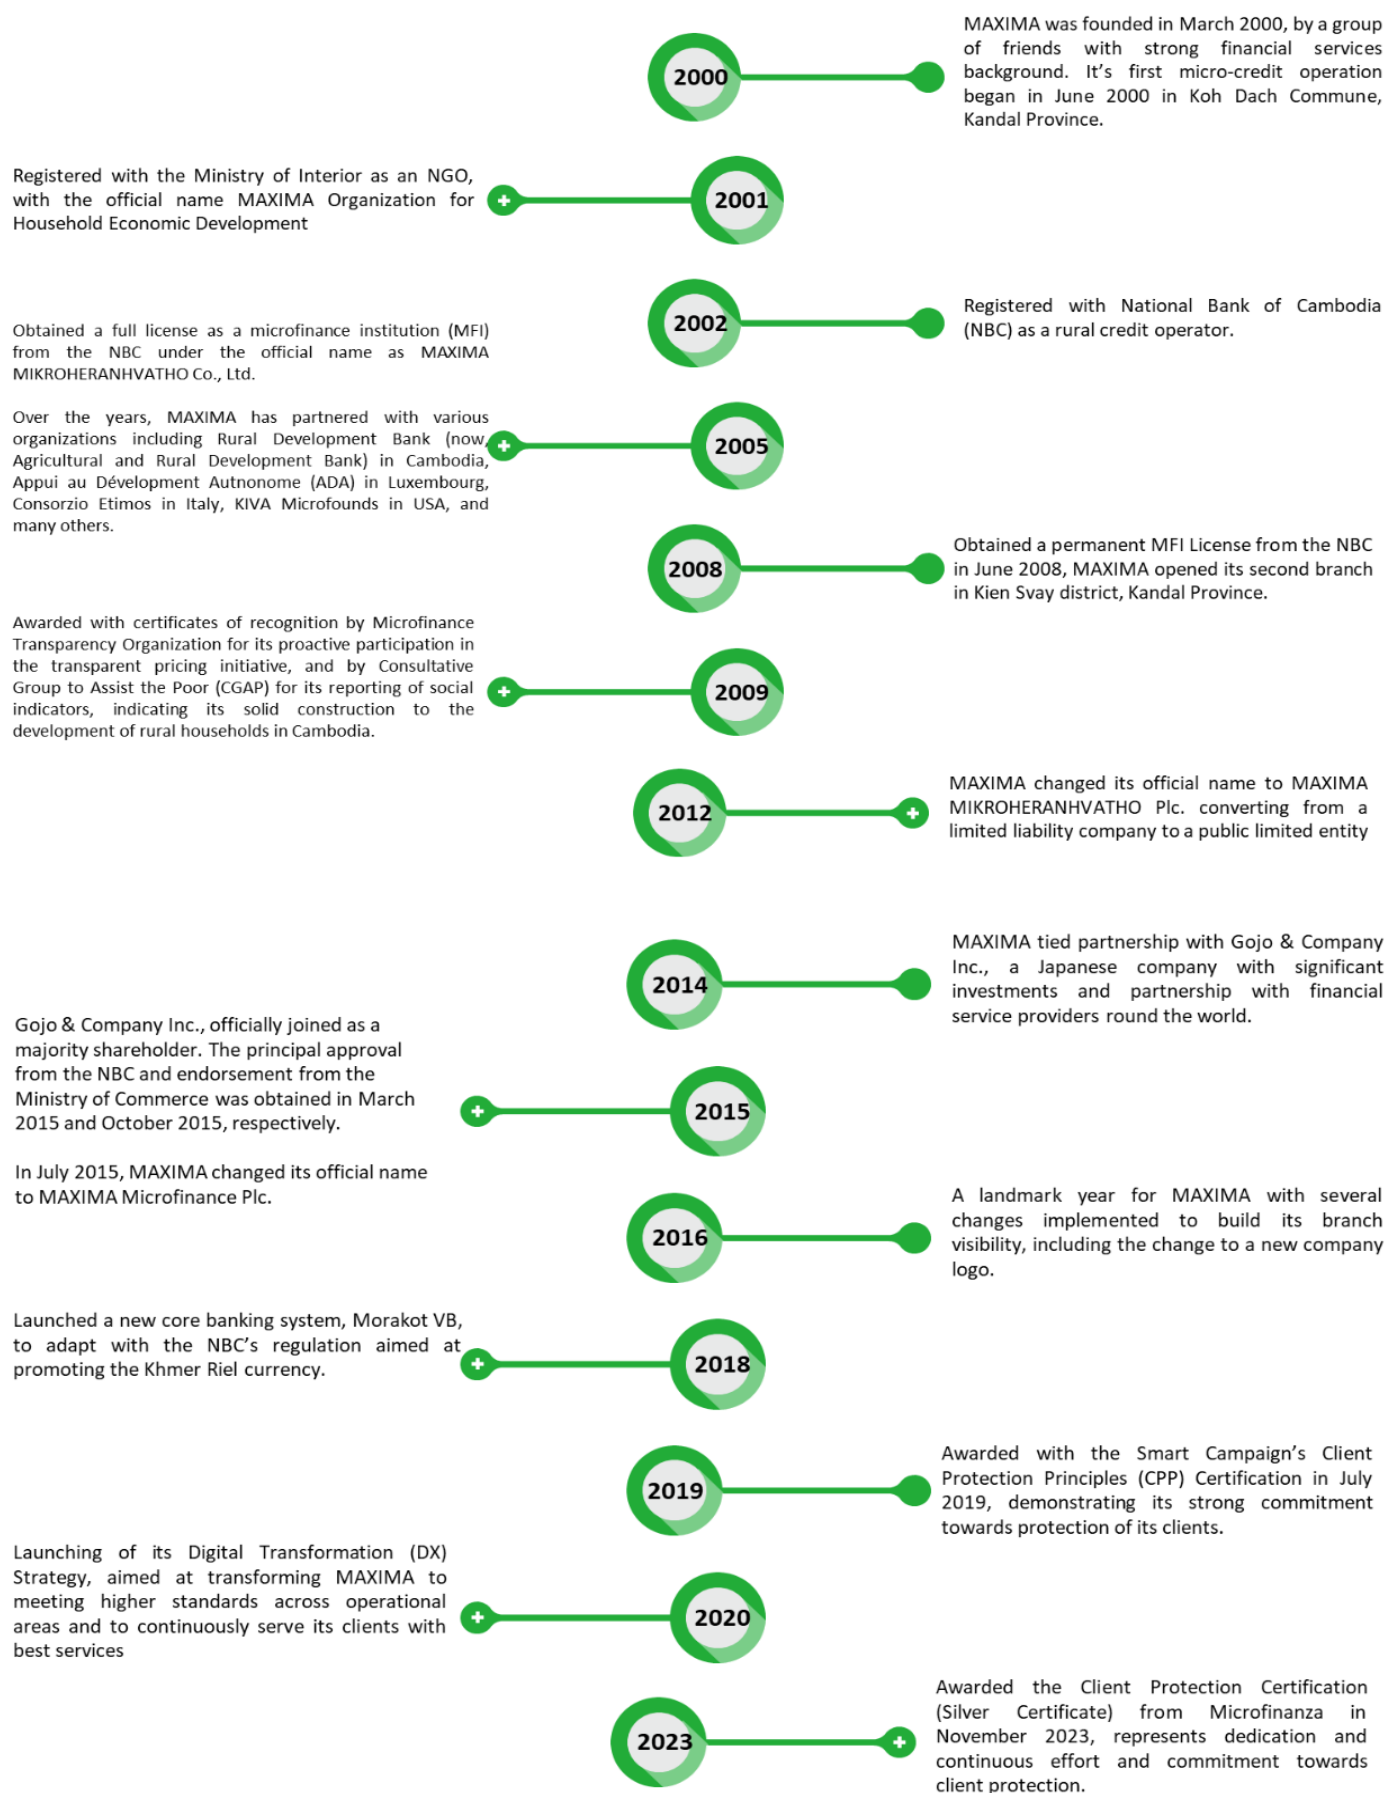 2000
MAXIMA was founded in March 2000, by a group
of friends with strong financial services
background. It's first micro-credit operation
began in June 2000 in Koh Dach Commune,
Kandal Province.
Registered with the Ministry of Interior as an NGO,
with the official name MAXIMA Organization for
Household Economic Development
2001
2002
Registered with National Bank of Cambodia
(NBC) as a rural credit operator.
Obtained a full license as a microfinance institution (MFI)
from the NBC under the official name as MAXIMA
MIKROHERANHVATHO Co., Ltd.
Over the years, MAXIMA has partnered with various
organizations including Rural Development Bank (now,
Agricultural and Rural Development Bank) in Cambodia,
Appui au Dévelopment Autnonome (ADA) in Luxembourg,
Consorzio Etimos in Italy, KIVA Microfounds in USA, and
many others.
2005
2008
Obtained a permanent MFI License from the NBC
in June 2008, MAXIMA opened its second branch
in Kien Svay district, Kandal Province.
Awarded with certificates of recognition by Microfinance
Transparency Organization for its proactive participation in
the transparent pricing initiative, and by Consultative
Group to Assist the Poor (CGAP) for its reporting of social
indicators, indicating its solid construction to the
development of rural households in Cambodia.
2009
2012
MAXIMA changed its official name to MAXIMA
MIKROHERANHVATHO Plc. converting from a
limited liability company to a public limited entity
2014
MAXIMA tied partnership with Gojo & Company
Inc., a Japanese company with significant
investments and partnership with financial
service providers round the world.
Gojo & Company Inc., officially joined as a
majority shareholder. The principal approval
from the NBC and endorsement from the
Ministry of Commerce was obtained in March
2015 and October 2015, respectively.
In July 2015, MAXIMA changed its official name
to MAXIMA Microfinance Plc.
2015
2016
A landmark year for MAXIMA with several
changes implemented to build its branch
visibility, including the change to a new company
logo.
Launched a new core banking system, Morakot VB,
to adapt with the NBC's regulation aimed at
promoting the Khmer Riel currency.
2018
2019
Awarded with the Smart Campaign's Client
Protection Principles (CPP) Certification in July
2019, demonstrating its strong commitment
towards protection of its clients.
Launching of its Digital Transformation (DX)
Strategy, aimed at transforming MAXIMA to
meeting higher standards across operational
areas and to continuously serve its clients with
best services
2020
2023
Awarded the Client Protection Certification
(Silver Certificate) from Microfinanza in
November 2023, represents dedication and
continuous effort and commitment towards
client protection.